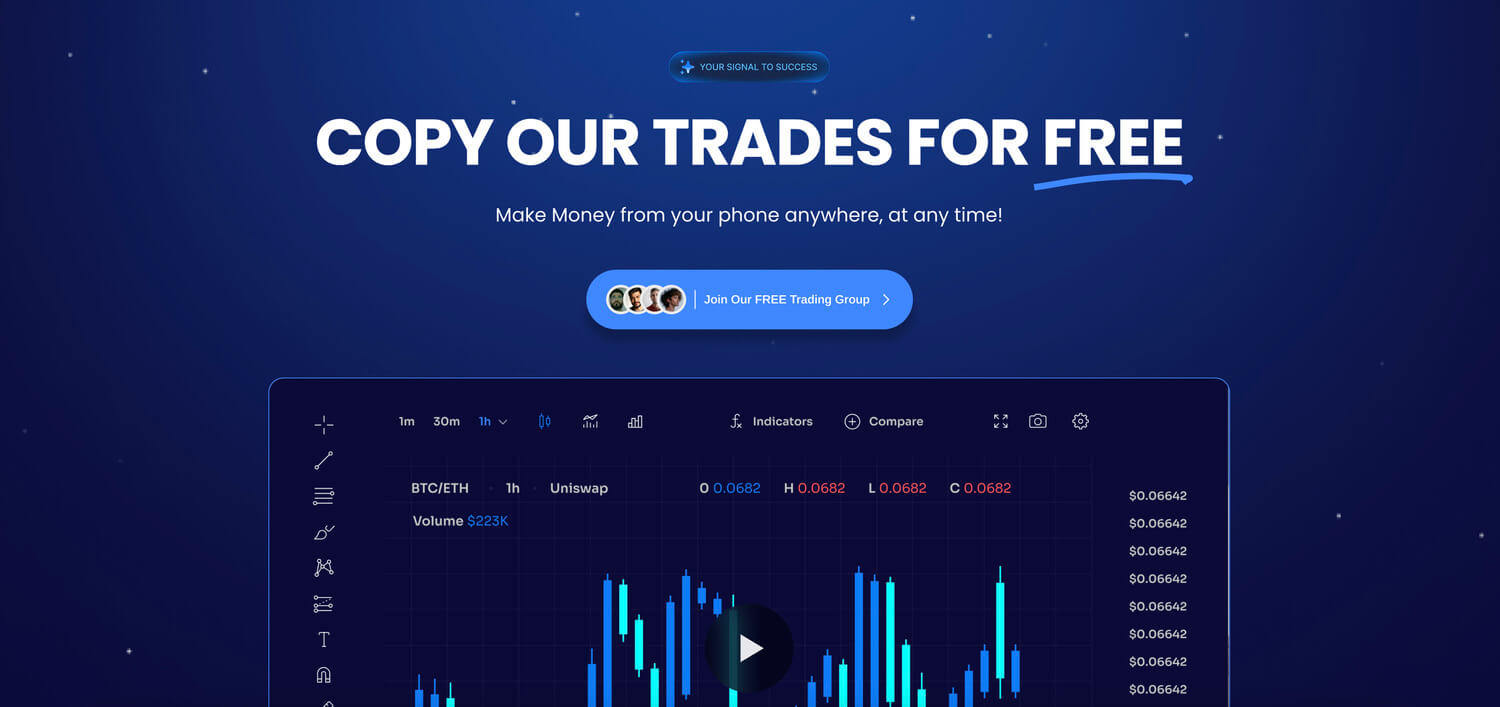 YOUR SIGNAL TO SUCCESS
COPY OUR TRADES FOR FREE
Make Money from your phone anywhere, at any time!
Join Our FREE Trading Group
1m 30m 1h Indicators Compare
BTC/ETH 1h Uniswap O 0.0682 H 0.0682 L 0.0682 C 0.0682
Volume $223K
$0.06642
$0.06642
$0.06642
$0.06642
$0.06642
$0.06642
$0.06642
$0.06642